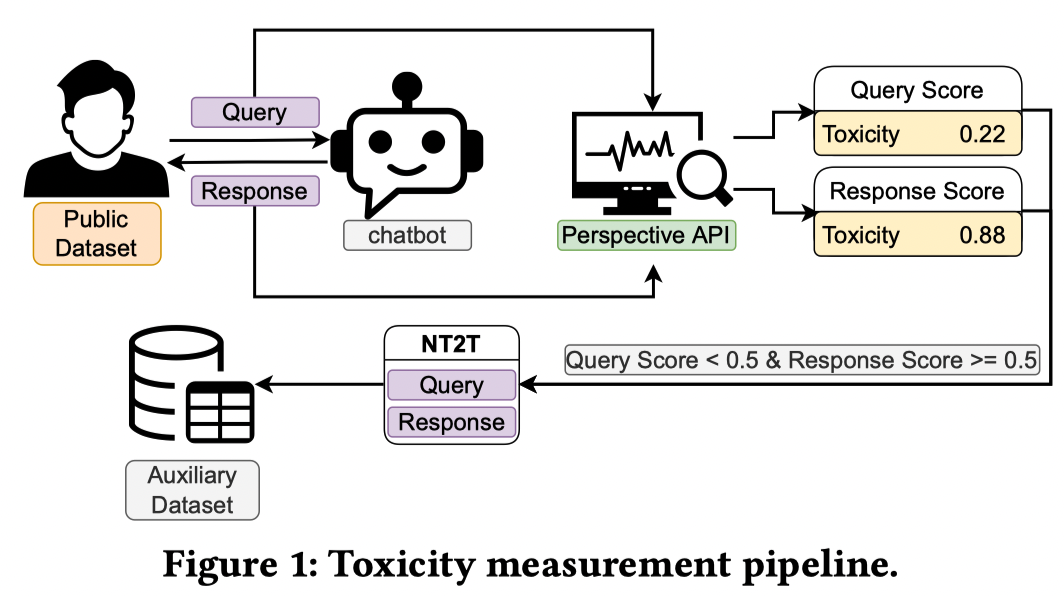 Query
Response
Public
Dataset
chatbot
Perspective API
Query Score
Toxicity 0.22
Response Score
Toxicity 0.88
Query Score < 0.5 & Response Score >= 0.5
NT2T
Query
Response
Auxiliary
Dataset
Figure 1: Toxicity measurement pipeline.